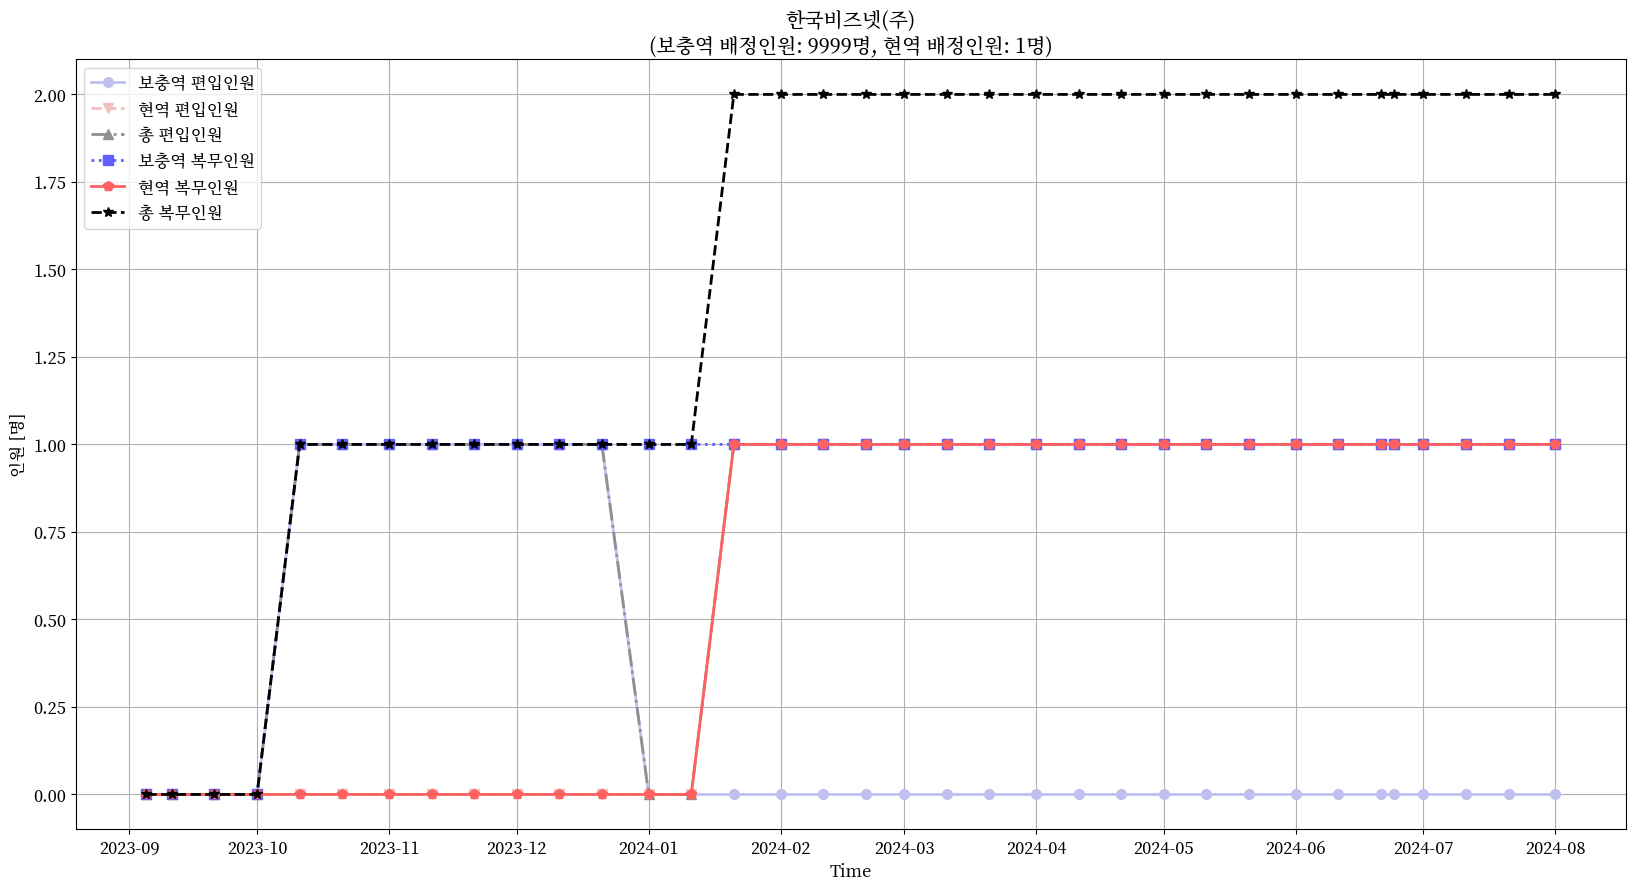 한국비즈넷(주)
(보충역 배정인원: 9999명, 현역 배정인원: 1명)
보충역 편입인원
현역 편입인원
총 편입인원
보충역 복무인원
현역 복무인원
총 복무인원
2.00
1.75
1.50
1.25
1.00
0.75
0.50
0.25
0.00
인원 [명]
2023-09 2023-10 2023-11 2023-12 2024-01 2024-02 2024-03 2024-04 2024-05 2024-06 2024-07 2024-08
Time